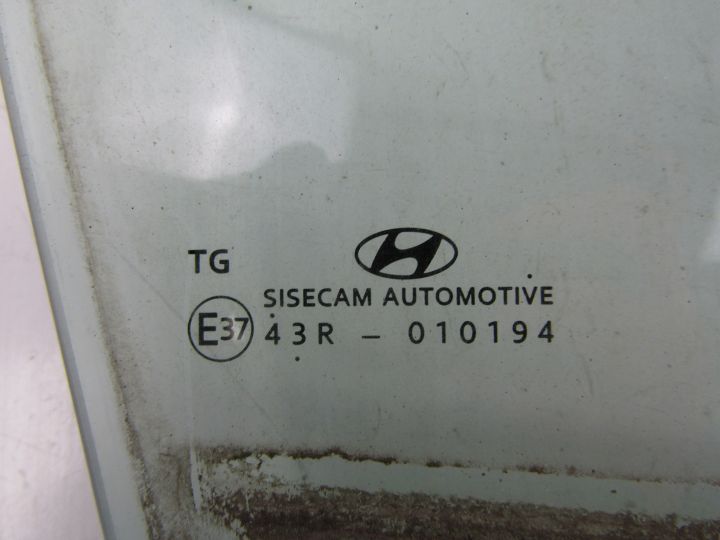 TG
SISECAM AUTOMOTIVE
E37 43R - 010194